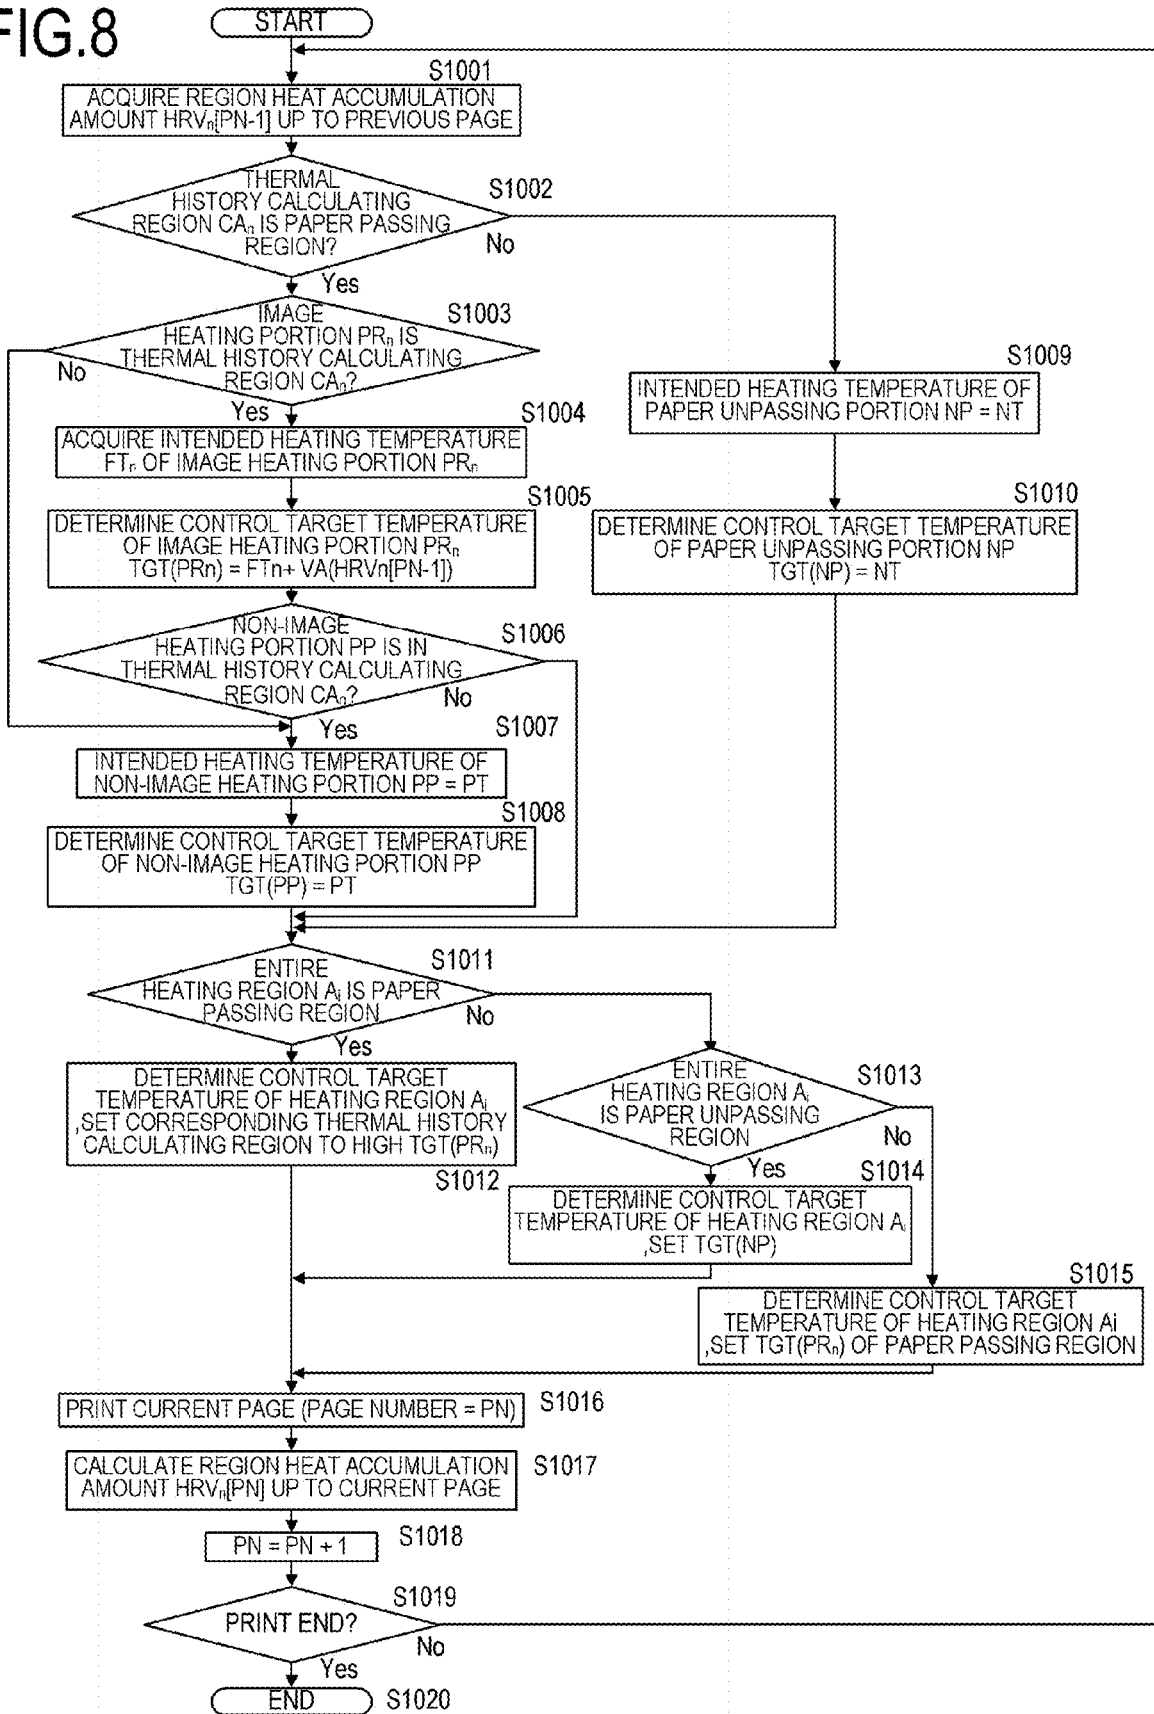 FIG.8
START
S1001
ACQUIRE REGION HEAT ACCUMULATION
AMOUNT HRVn[PN-1] UP TO PREVIOUS PAGE
THERMAL
HISTORY CALCULATING
REGION CAn IS PAPER PASSING
REGION?
S1002
No
Yes
IMAGE
HEATING PORTION PRn IS
THERMAL HISTORY CALCULATING
REGION CAn?
S1003
No
Yes
S1004
ACQUIRE INTENDED HEATING TEMPERATURE
FTn OF IMAGE HEATING PORTION PRn
S1005
DETERMINE CONTROL TARGET TEMPERATURE
OF IMAGE HEATING PORTION PRn
TGT(PRn) = FTn+ VA(HRVn[PN-1])
NON-IMAGE
HEATING PORTION PP IS IN
THERMAL HISTORY CALCULATING
REGION CAn?
S1006
No
Yes
S1007
INTENDED HEATING TEMPERATURE OF
NON-IMAGE HEATING PORTION PP = PT
S1008
DETERMINE CONTROL TARGET TEMPERATURE
OF NON-IMAGE HEATING PORTION PP
TGT(PP) = PT
S1009
INTENDED HEATING TEMPERATURE OF
PAPER UNPASSING PORTION NP = NT
S1010
DETERMINE CONTROL TARGET TEMPERATURE
OF PAPER UNPASSING PORTION NP
TGT(NP) = NT
ENTIRE
HEATING REGION Ai IS PAPER
PASSING REGION
S1011
No
Yes
DETERMINE CONTROL TARGET
TEMPERATURE OF HEATING REGION Ai
,SET CORRESPONDING THERMAL HISTORY
CALCULATING REGION TO HIGH TGT(PRn)
S1012
ENTIRE
HEATING REGION Ai
IS PAPER UNPASSING
REGION
S1013
No
Yes
S1014
DETERMINE CONTROL TARGET
TEMPERATURE OF HEATING REGION Ai
,SET TGT(NP)
S1015
DETERMINE CONTROL TARGET
TEMPERATURE OF HEATING REGION Ai
,SET TGT(PRn) OF PAPER PASSING REGION
PRINT CURRENT PAGE (PAGE NUMBER = PN)
S1016
CALCULATE REGION HEAT ACCUMULATION
AMOUNT HRVn[PN] UP TO CURRENT PAGE
S1017
PN = PN + 1
S1018
S1019
PRINT END?
No
Yes
END
S1020